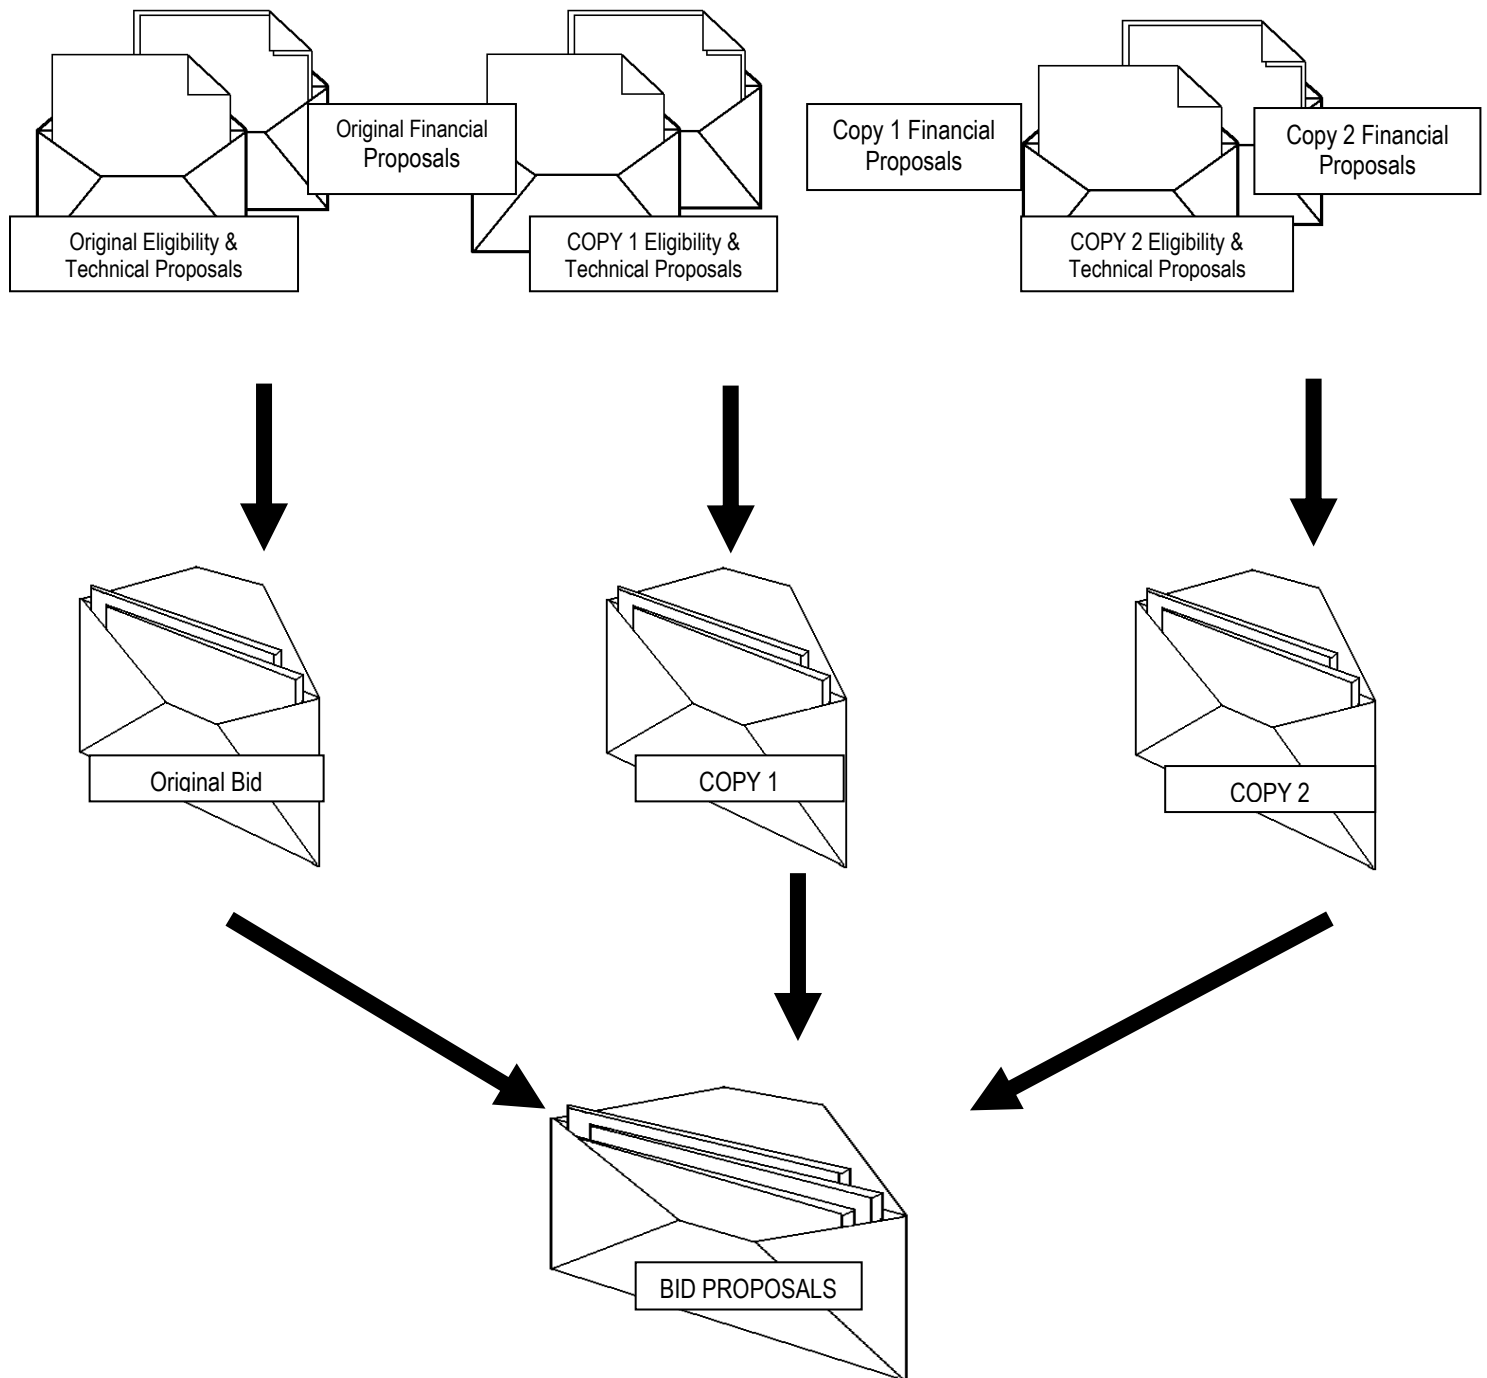 Original Financial
Proposals
Copy 1 Financial
Proposals
Copy 2 Financial
Proposals
Original Eligibility &
Technical Proposals
COPY 1 Eligibility &
Technical Proposals
COPY 2 Eligibility &
Technical Proposals
Original Bid
COPY 1
COPY 2
BID PROPOSALS